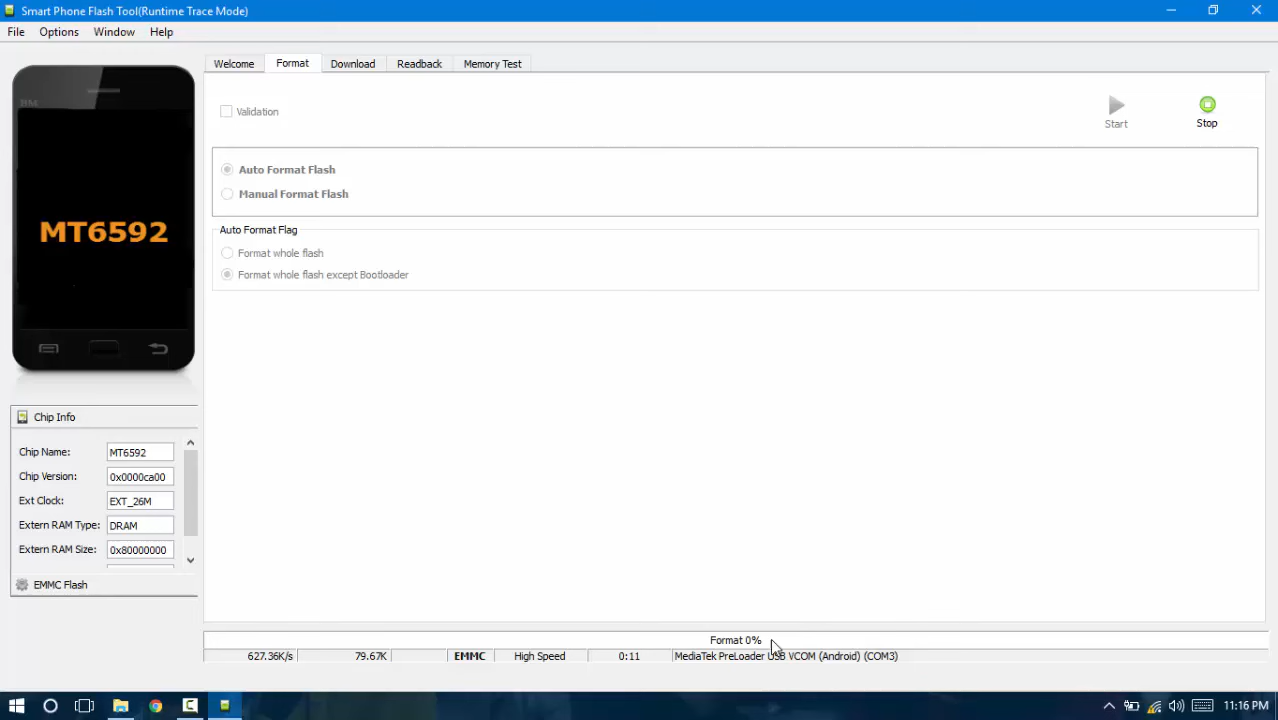 Smart Phone Flash Tool(Runtime Trace Mode)
File Options Window Help
Welcome Format Download Readback Memory Test
BM
Validation
Start
Stop
Auto Format Flash
Manual Format Flash
MT6592
Auto Format Flag
Format whole flash
Format whole flash except Bootloader
Chip Info
Chip Name: MT6592
Chip Version: 0x0000ca00
Ext Clock: EXT_26M
Extern RAM Type: DRAM
Extern RAM Size: 0x80000000
EMMC Flash
Format 0%
627.36K/s 79.67K EMMC High Speed 0:11 MediaTek PreLoader USB VCOM (Android) (COM3)
11:16 PM